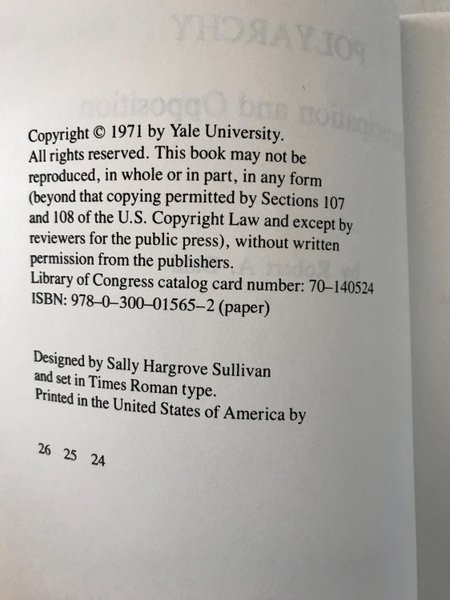 POLYARCHY
Participation and Opposition
Copyright © 1971 by Yale University.
All rights reserved. This book may not be
reproduced, in whole or in part, in any form
(beyond that copying permitted by Sections 107
and 108 of the U.S. Copyright Law and except by
reviewers for the public press), without written
permission from the publishers.
Library of Congress catalog card number: 70–140524
ISBN: 978–0–300–01565–2 (paper)
Designed by Sally Hargrove Sullivan
and set in Times Roman type.
Printed in the United States of America by
26 25 24